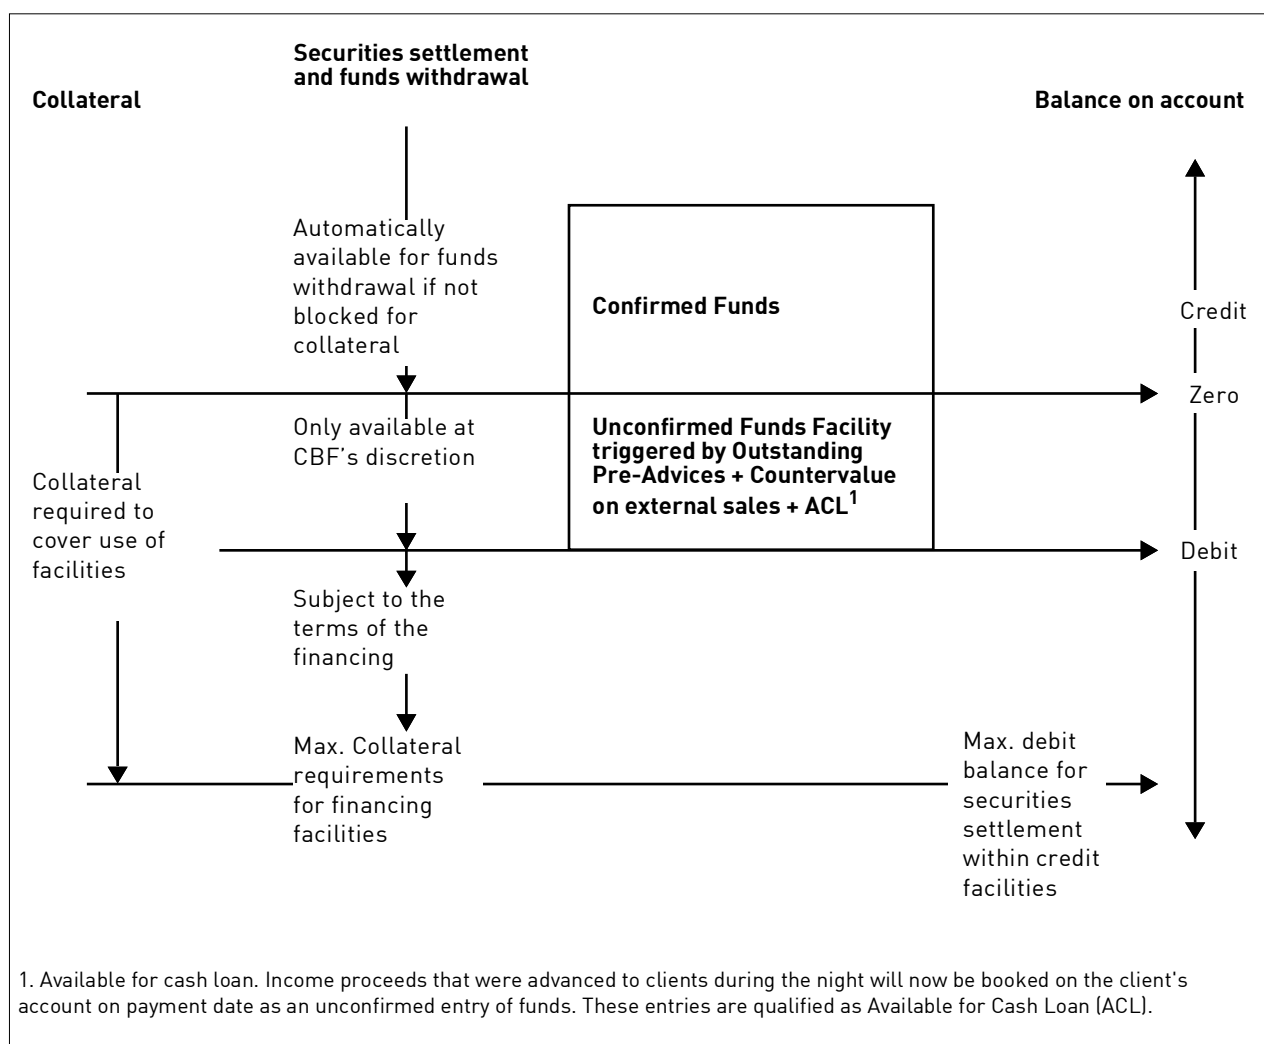 Securities settlement
and funds withdrawal
Collateral
Balance on account
Automatically
available for funds
withdrawal if not
blocked for
collateral
Confirmed Funds
Credit
Zero
Only available at
CBF's discretion
Unconfirmed Funds Facility
triggered by Outstanding
Pre-Advices + Countervalue
on external sales + ACL1
Collateral
required to
cover use of
facilities
Debit
Subject to the
terms of the
financing
Max. Collateral
requirements
for financing
facilities
Max. debit
balance for
securities
settlement
within credit
facilities
1. Available for cash loan. Income proceeds that were advanced to clients during the night will now be booked on the client's
account on payment date as an unconfirmed entry of funds. These entries are qualified as Available for Cash Loan (ACL).